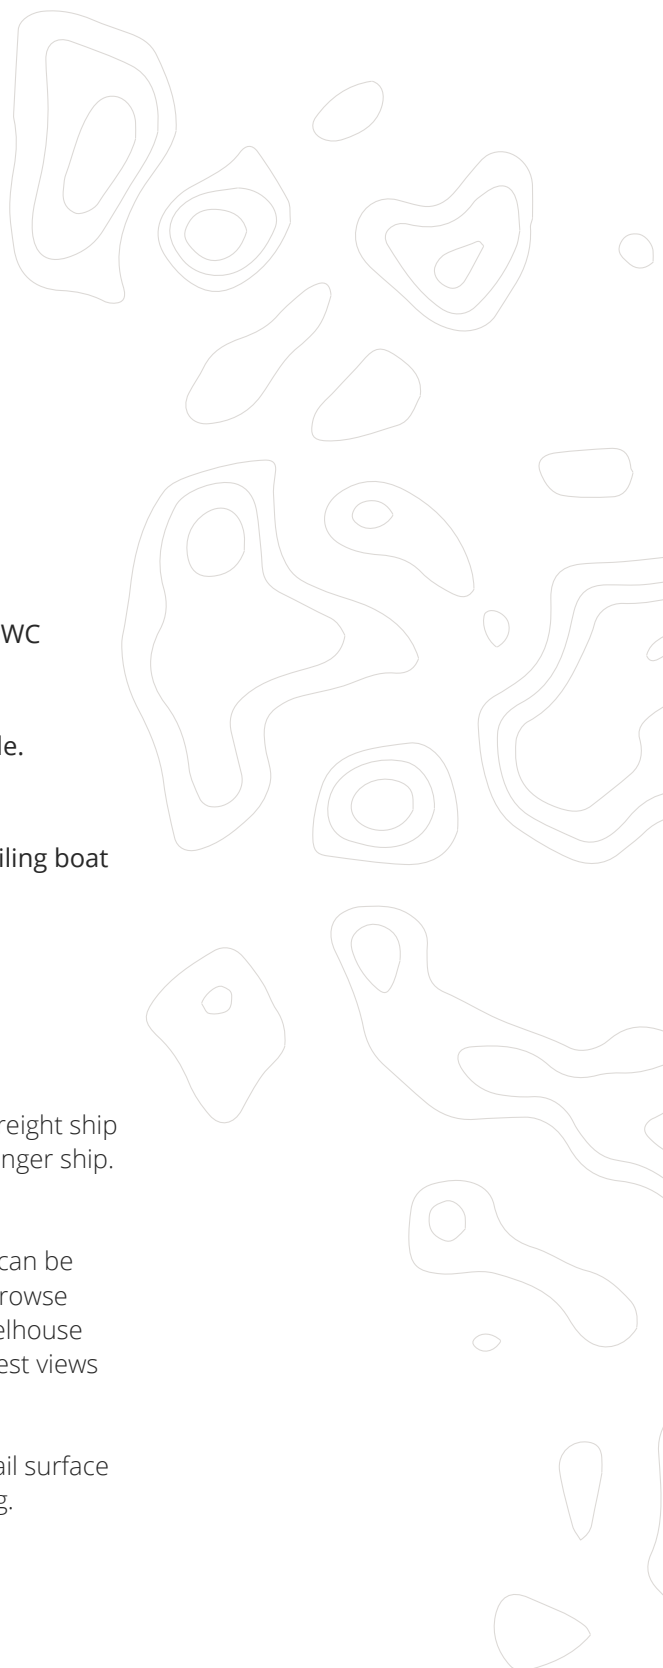 WC
le.
iling boat
reight ship
nger ship.
can be
rowse
elhouse
est views
ail surface
g.